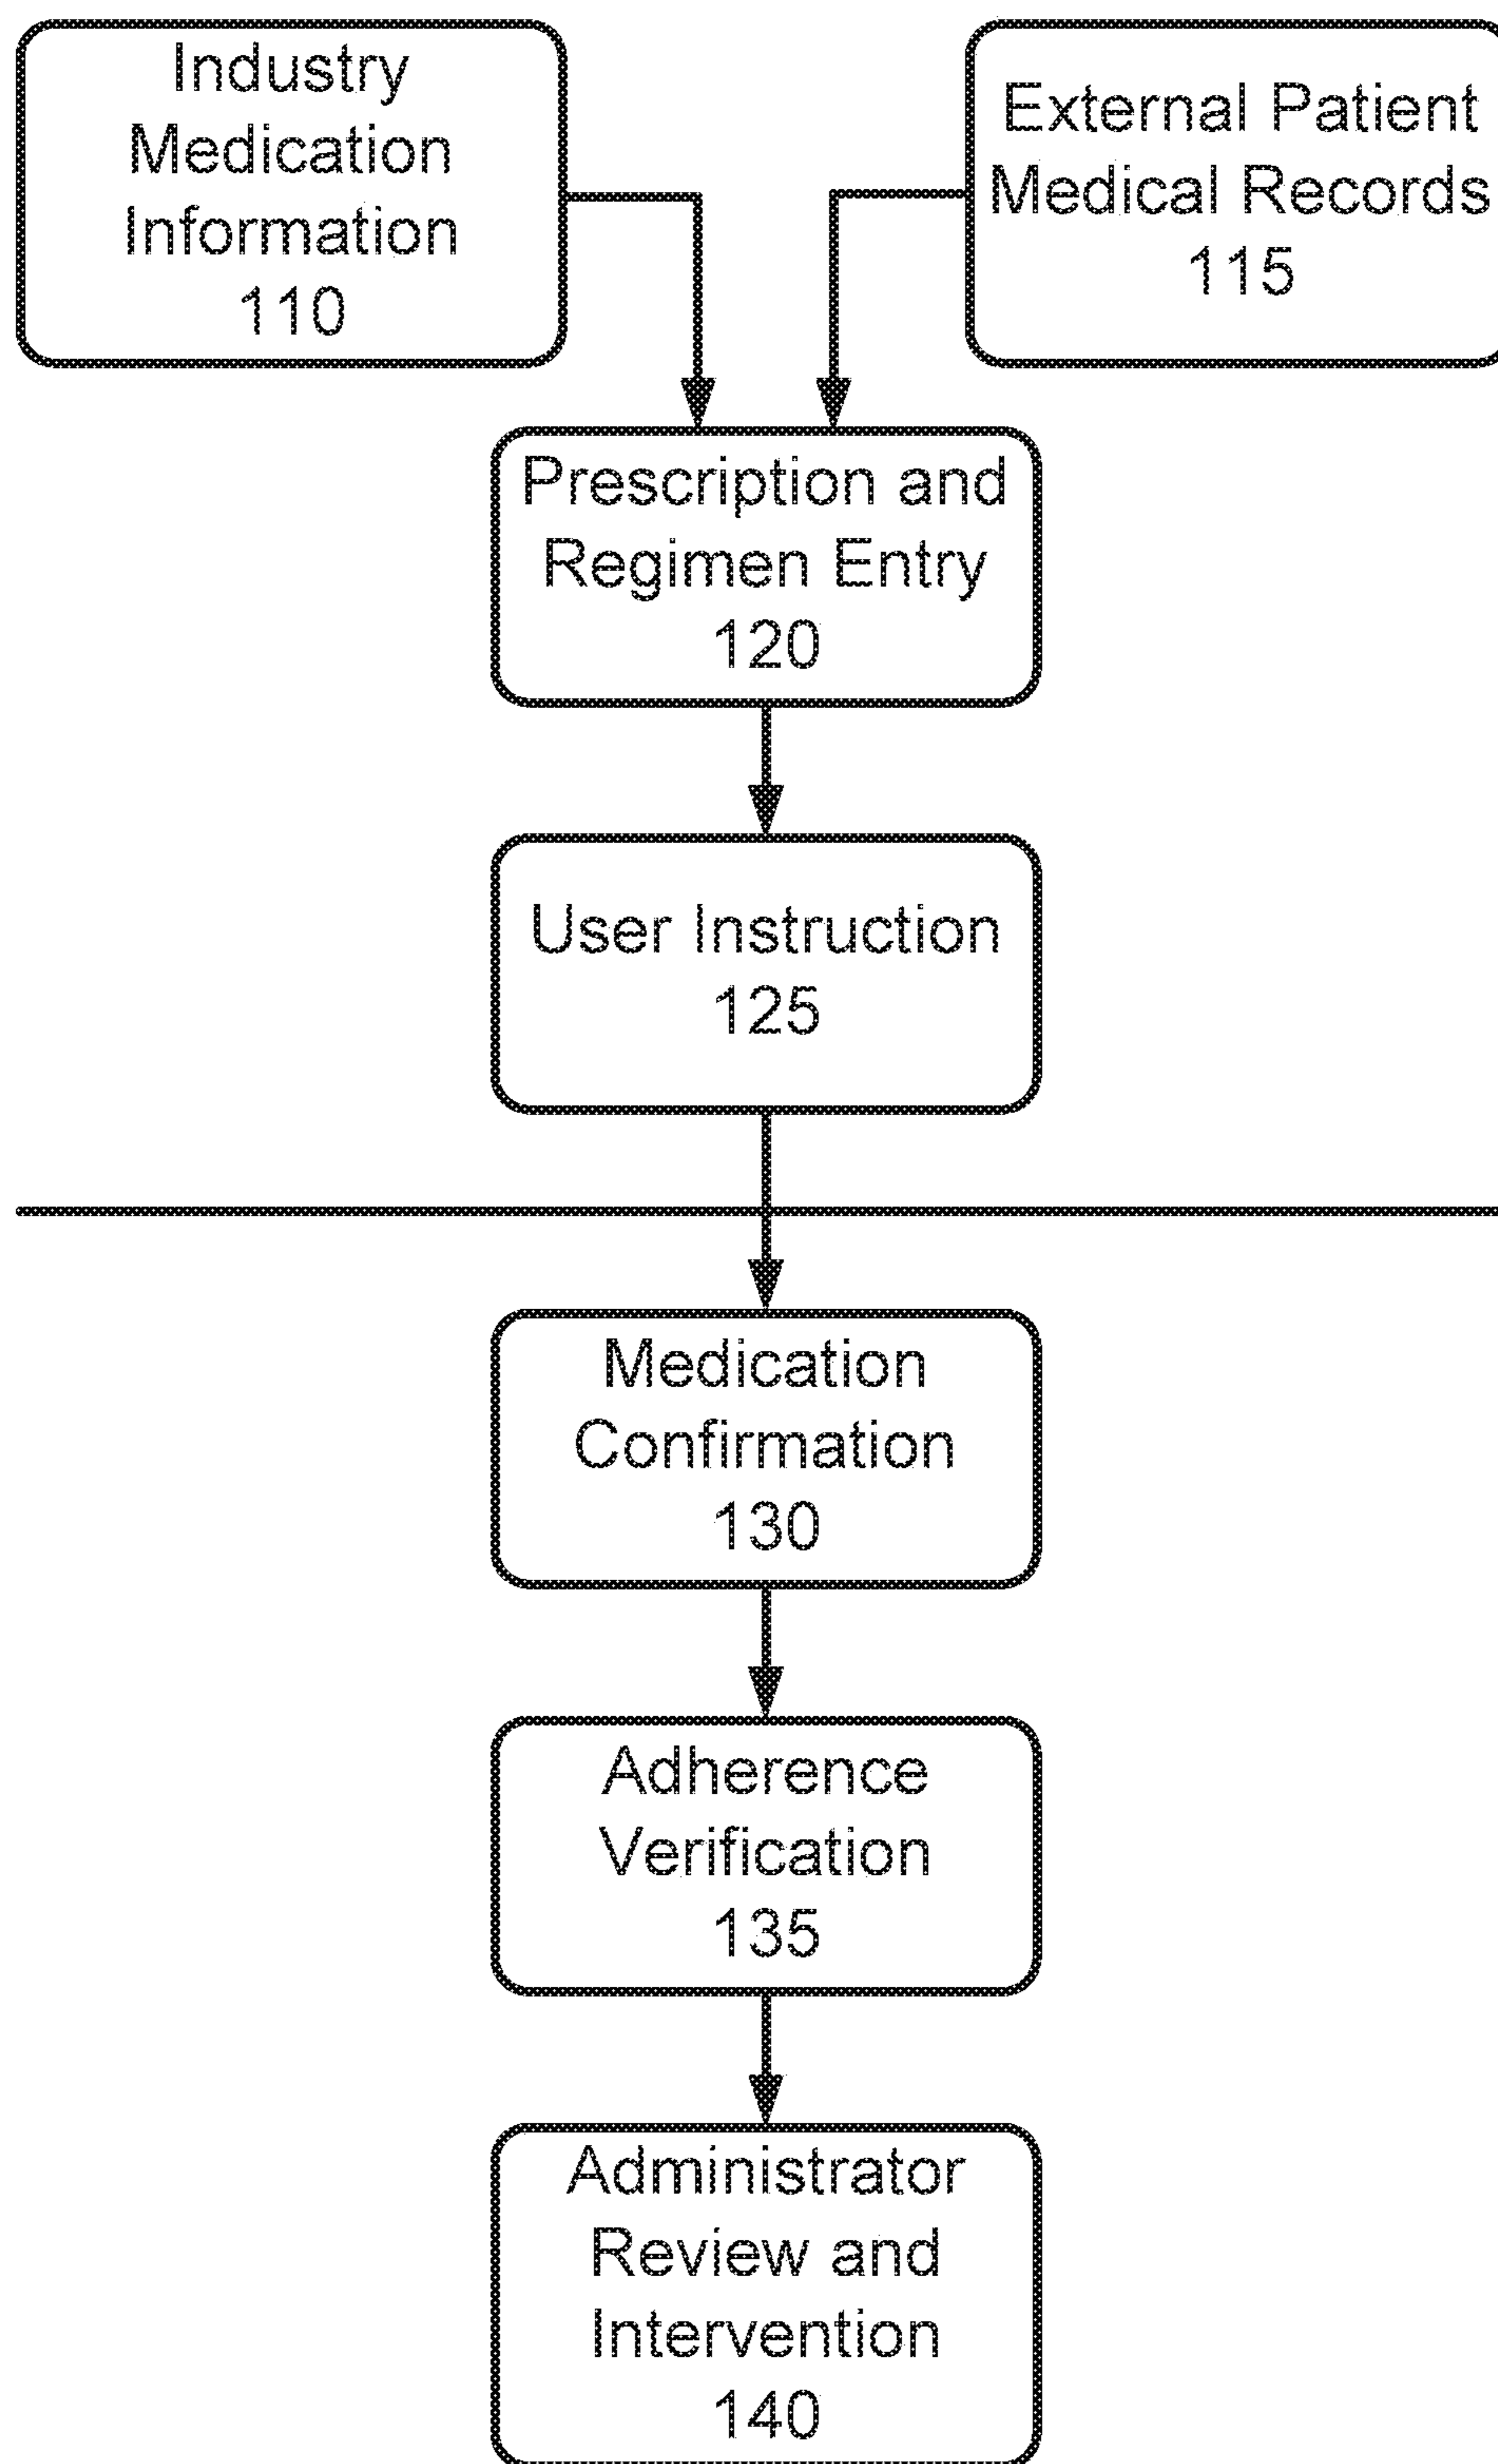 Industry
Medication
Information
110
External Patient
Medical Records
115
Prescription and
Regimen Entry
120
User Instruction
125
Medication
Confirmation
130
Adherence
Verification
135
Administrator
Review and
Intervention
140